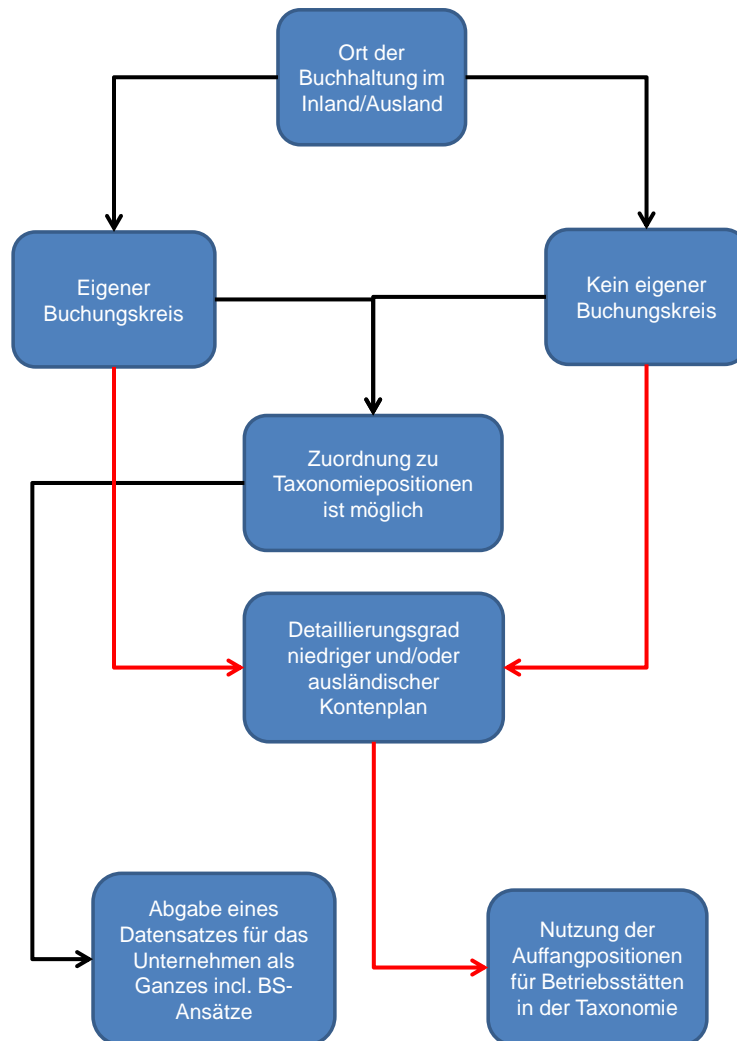 Ort der
Buchhaltung im
Inland/Ausland
Eigener
Buchungskreis
Kein eigener
Buchungskreis
Zuordnung zu
Taxonomiepositionen
ist möglich
Detaillierungsgrad
niedriger und/oder
ausländischer
Kontenplan
Abgabe eines
Datensatzes für das
Unternehmen als
Ganzes incl. BS-
Ansätze
Nutzung der
Auffangpositionen
für Betriebsstätten
in der Taxonomie